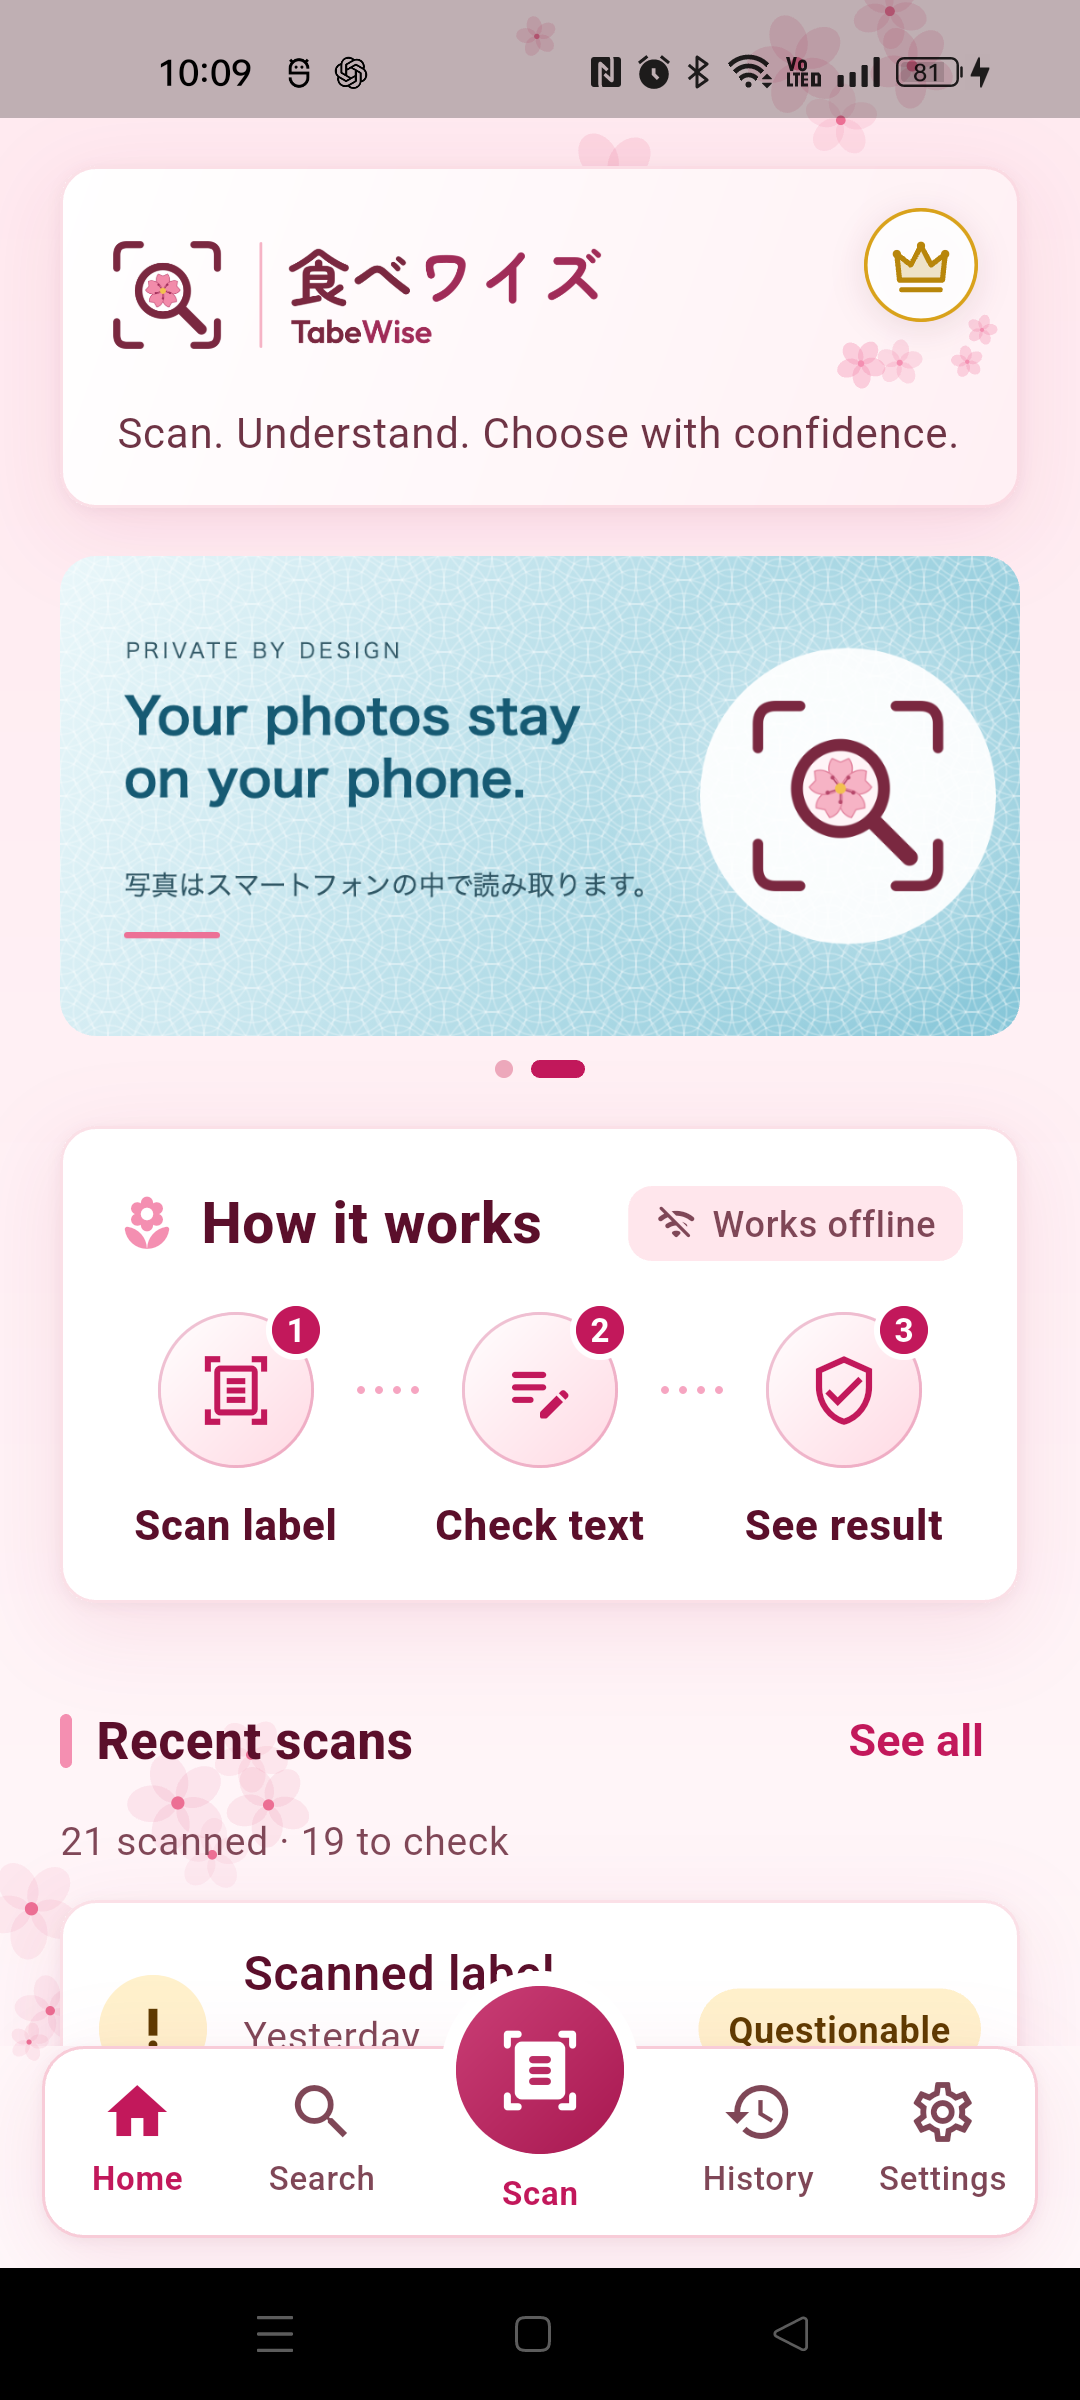 10:09
81
食べワイズ
TabeWise
Scan. Understand. Choose with confidence.
PRIVATE BY DESIGN
Your photos stay
on your phone.
写真はスマートフォンの中で読み取ります。
How it works
Works offline
1
2
3
Scan label
Check text
See result
Recent scans
See all
21 scanned · 19 to check
Scanned label
Yesterday
Questionable
Home
Search
Scan
History
Settings